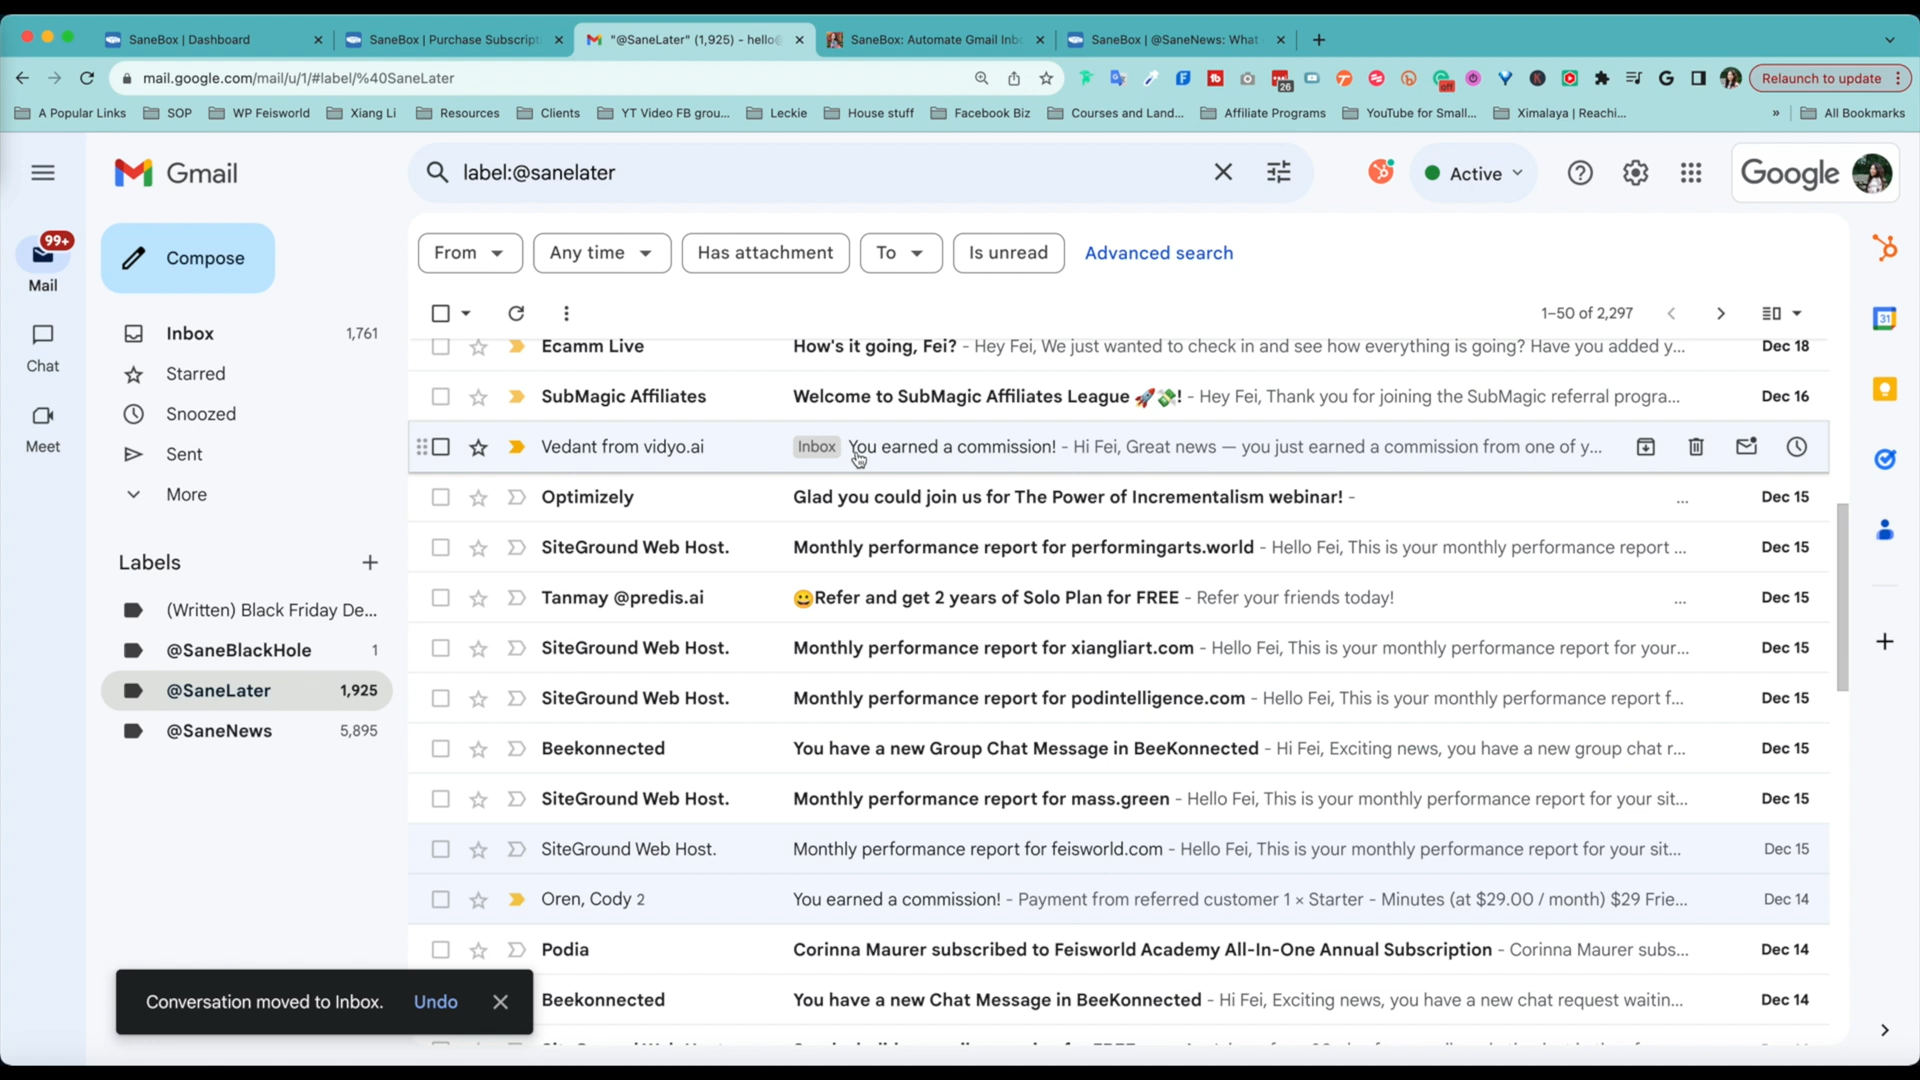 SaneBox | Dashboard
SaneBox | Purchase Subscript
"@SaneLater" (1,925) - hello@
SaneBox: Automate Gmail Inb
SaneBox | @SaneNews: What
mail.google.com/mail/u/1/#label/%40SaneLater
26
off
Relaunch to update
A Popular Links
SOP
WP Feisworld
Xiang Li
Resources
Clients
YT Video FB grou...
Leckie
House stuff
Facebook Biz
Courses and Land...
Affiliate Programs
YouTube for Small...
Ximalaya | Reachi...
»
All Bookmarks
Gmail
label:@sanelater
Active
Google
99+
Mail
Chat
Meet
Compose
Inbox 1,761
Starred
Snoozed
Sent
More
Labels
(Written) Black Friday De...
@SaneBlackHole 1
@SaneLater 1,925
@SaneNews 5,895
From
Any time
Has attachment
To
Is unread
Advanced search
1–50 of 2,297
31
Ecamm Live How's it going, Fei? - Hey Fei, We just wanted to check in and see how everything is going? Have you added y... Dec 18
SubMagic Affiliates Welcome to SubMagic Affiliates League 🚀💸! - Hey Fei, Thank you for joining the SubMagic referral progra... Dec 16
Vedant from vidyo.ai Inbox You earned a commission! - Hi Fei, Great news — you just earned a commission from one of y...
Optimizely Glad you could join us for The Power of Incrementalism webinar! - ... Dec 15
SiteGround Web Host. Monthly performance report for performingarts.world - Hello Fei, This is your monthly performance report ... Dec 15
Tanmay @predis.ai 😀Refer and get 2 years of Solo Plan for FREE - Refer your friends today! ... Dec 15
SiteGround Web Host. Monthly performance report for xiangliart.com - Hello Fei, This is your monthly performance report for your... Dec 15
SiteGround Web Host. Monthly performance report for podintelligence.com - Hello Fei, This is your monthly performance report f... Dec 15
Beekonnected You have a new Group Chat Message in BeeKonnected - Hi Fei, Exciting news, you have a new group chat r... Dec 15
SiteGround Web Host. Monthly performance report for mass.green - Hello Fei, This is your monthly performance report for your sit... Dec 15
SiteGround Web Host. Monthly performance report for feisworld.com - Hello Fei, This is your monthly performance report for your sit... Dec 15
Oren, Cody 2 You earned a commission! - Payment from referred customer 1 × Starter - Minutes (at $29.00 / month) $29 Frie... Dec 14
Podia Corinna Maurer subscribed to Feisworld Academy All-In-One Annual Subscription - Corinna Maurer subs... Dec 14
Beekonnected You have a new Chat Message in BeeKonnected - Hi Fei, Exciting news, you have a new chat request waitin... Dec 14
Conversation moved to Inbox. Undo